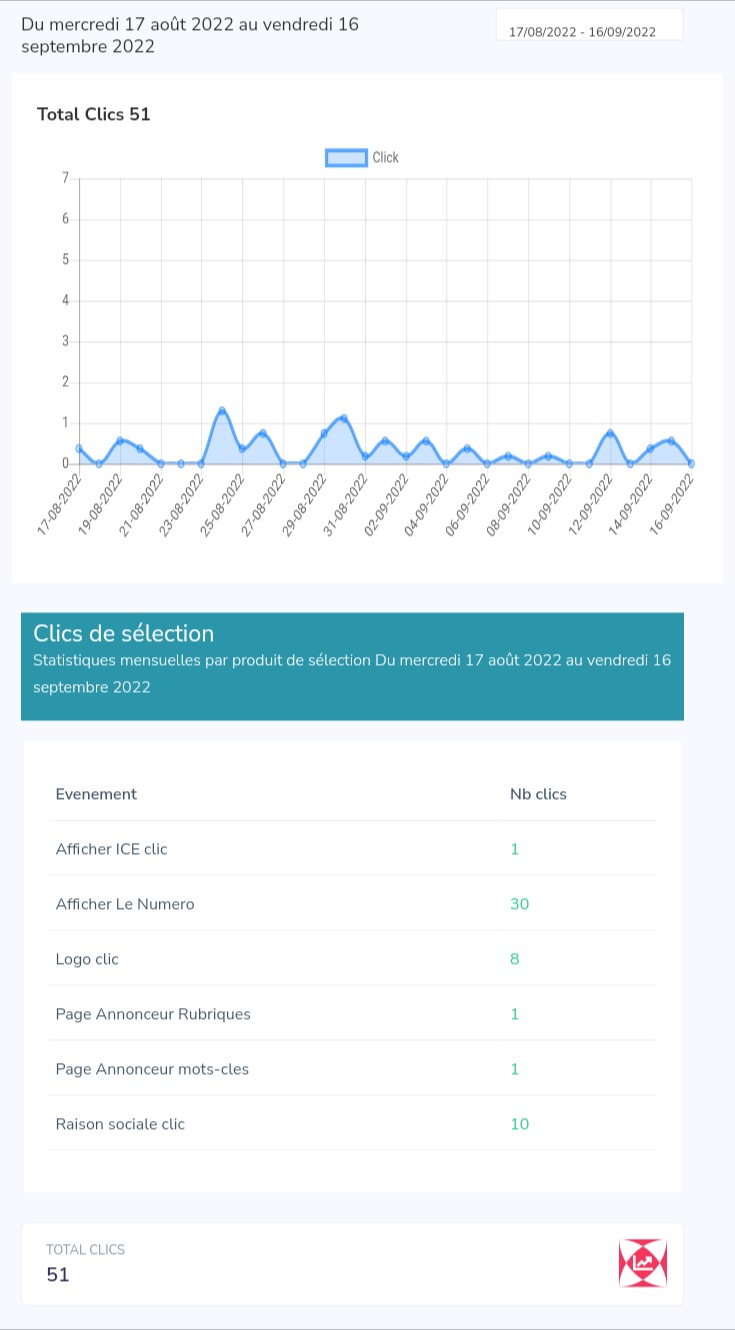 Du mercredi 17 août 2022 au vendredi 16
septembre 2022
17/08/2022 - 16/09/2022
Total Clics 51
Click
7
6
5
4
3
2
1
0
17-08-2022
19-08-2022
21-08-2022
23-08-2022
25-08-2022
27-08-2022
29-08-2022
31-08-2022
02-09-2022
04-09-2022
06-09-2022
08-09-2022
10-09-2022
12-09-2022
14-09-2022
16-09-2022
Clics de sélection
Statistiques mensuelles par produit de sélection Du mercredi 17 août 2022 au vendredi 16
septembre 2022
Evenement Nb clics
Afficher ICE clic 1
Afficher Le Numero 30
Logo clic 8
Page Annonceur Rubriques 1
Page Annonceur mots-cles 1
Raison sociale clic 10
TOTAL CLICS
51